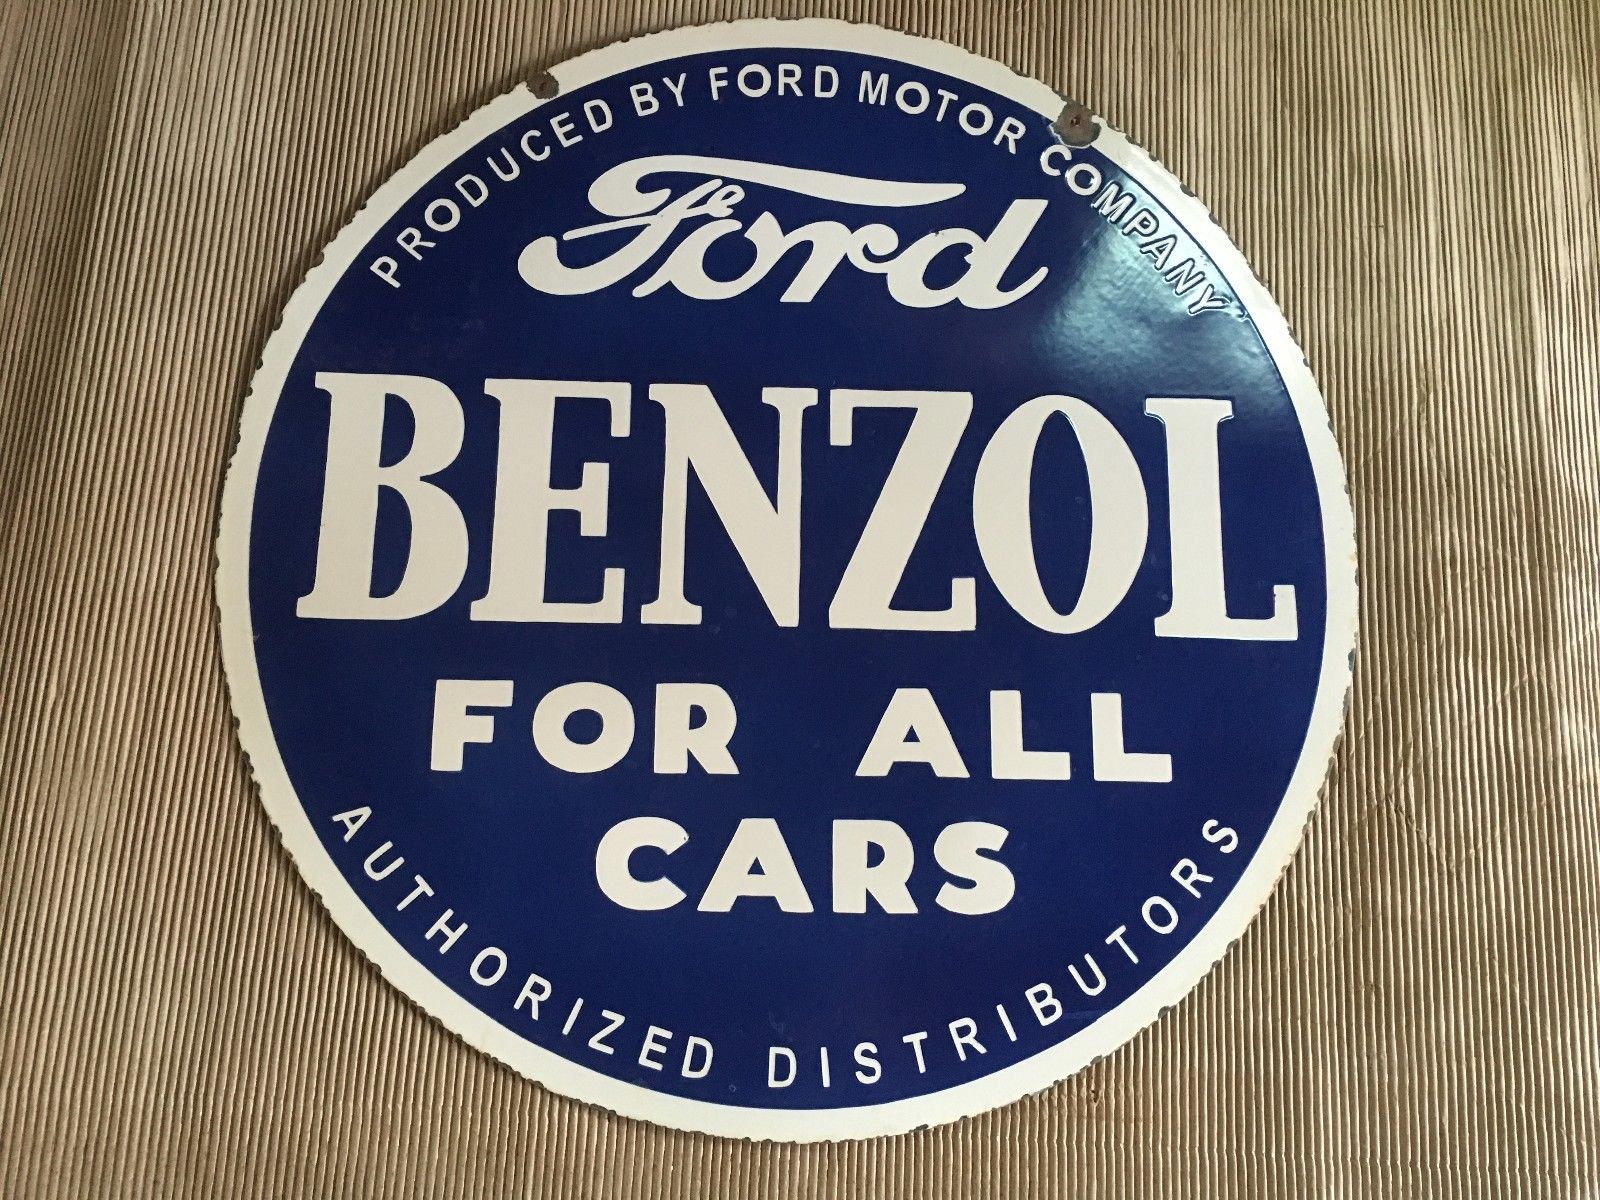 PRODUCED BY FORD MOTOR COMPANY
Ford
BENZOL
FOR ALL
CARS
AUTHORIZED DISTRIBUTORS